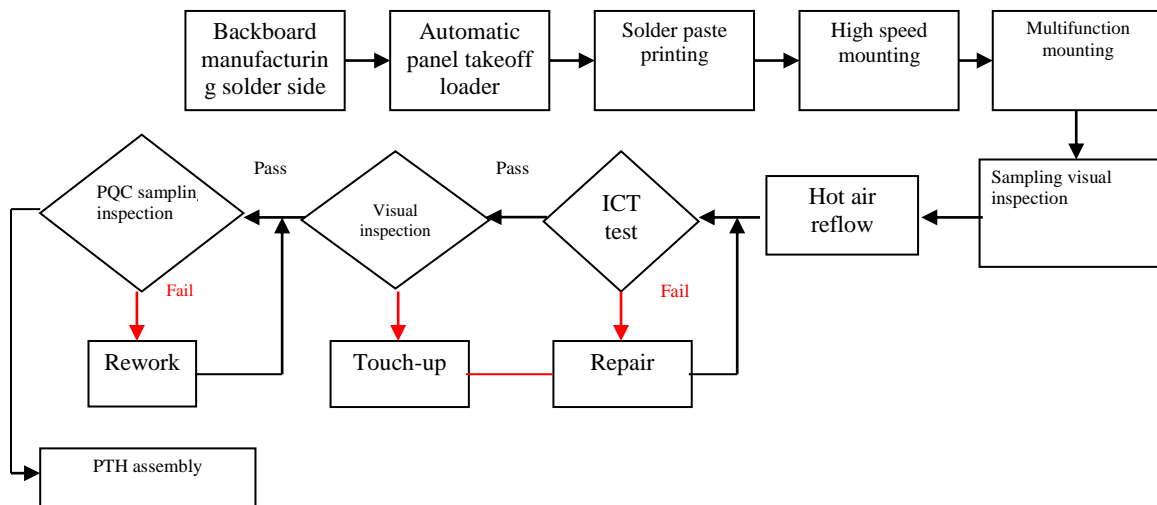 Backboard
manufacturin
g solder side
Automatic
panel takeoff
loader
Solder paste
printing
High speed
mounting
Multifunction
mounting
Sampling visual
inspection
Hot air
reflow
ICT
test
Pass
Visual
inspection
Pass
PQC sampling
inspection
Fail
Fail
Rework
Touch-up
Repair
PTH assembly